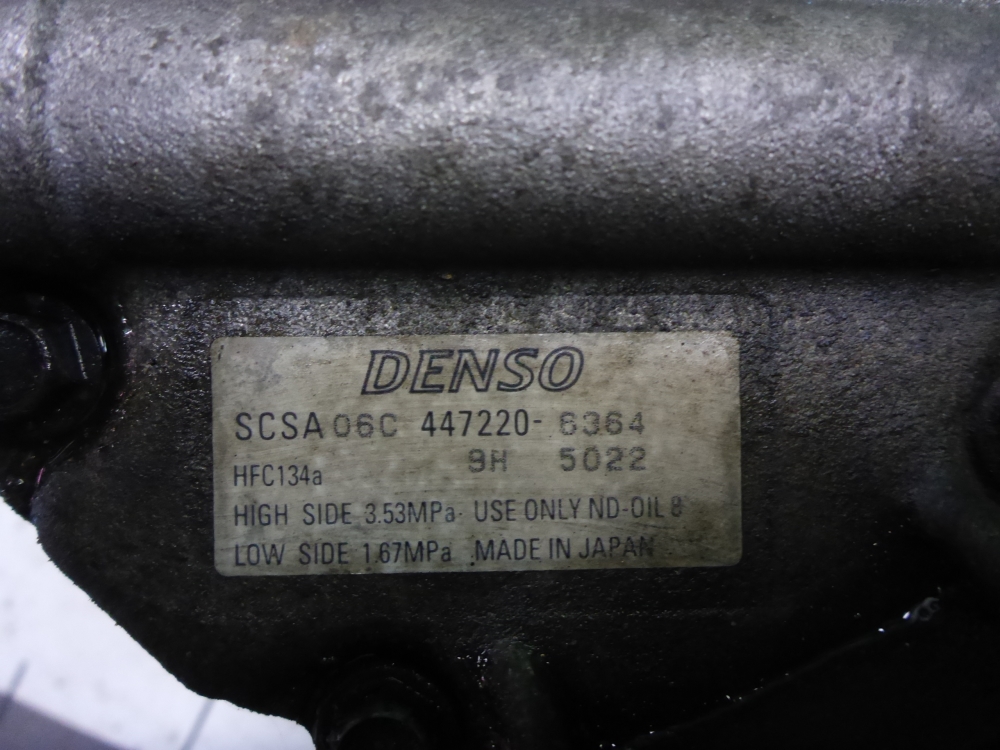 DENSO
SCSA06C 447220-6364
9H 5022
HFC134a
HIGH SIDE 3.53MPa USE ONLY ND-OIL 8
LOW SIDE 1.67MPa MADE IN JAPAN